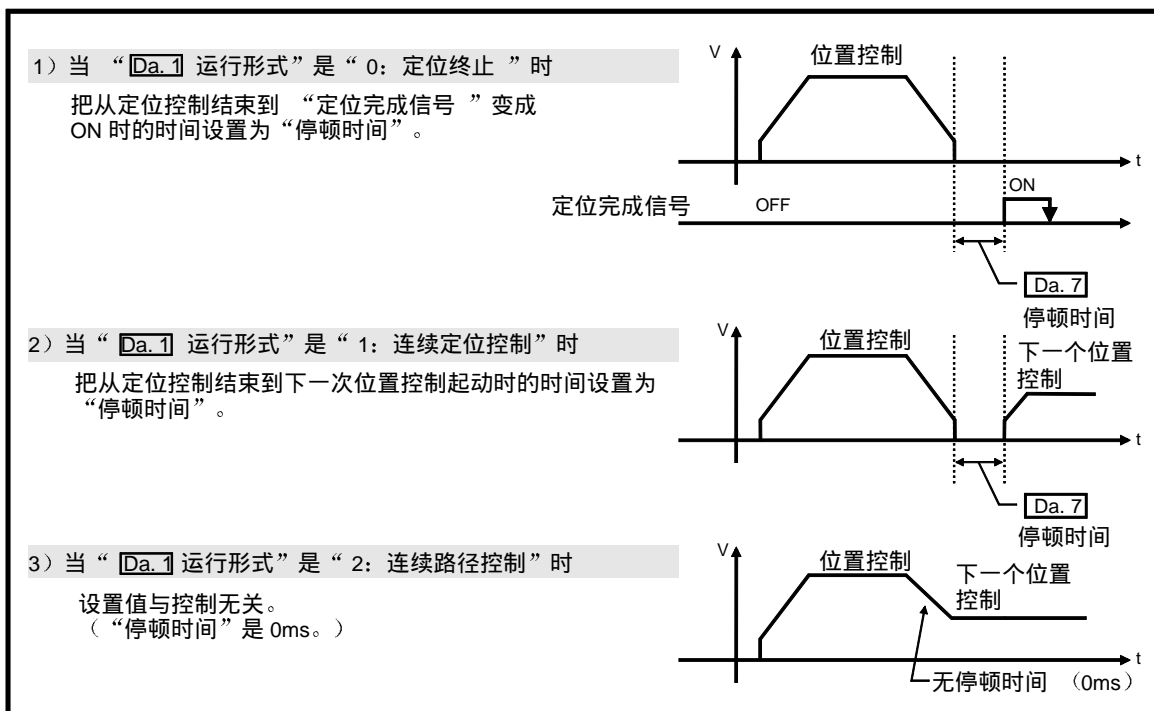 1）当 “Da. 1 运行形式”是“ 0：定位终止 ”时
把从定位控制结束到 “定位完成信号 ”变成
ON 时的时间设置为“停顿时间”。
V
位置控制
t
ON
定位完成信号
OFF
Da. 7
停顿时间
2）当“ Da. 1 运行形式”是“ 1：连续定位控制”时
把从定位控制结束到下一次位置控制起动时的时间设置为
“停顿时间”。
V
位置控制
下一个位置
控制
t
Da. 7
停顿时间
3）当“ Da. 1 运行形式”是“ 2：连续路径控制”时
设置值与控制无关。
（“停顿时间”是 0ms。）
V
位置控制
下一个位置
控制
t
无停顿时间 （0ms）